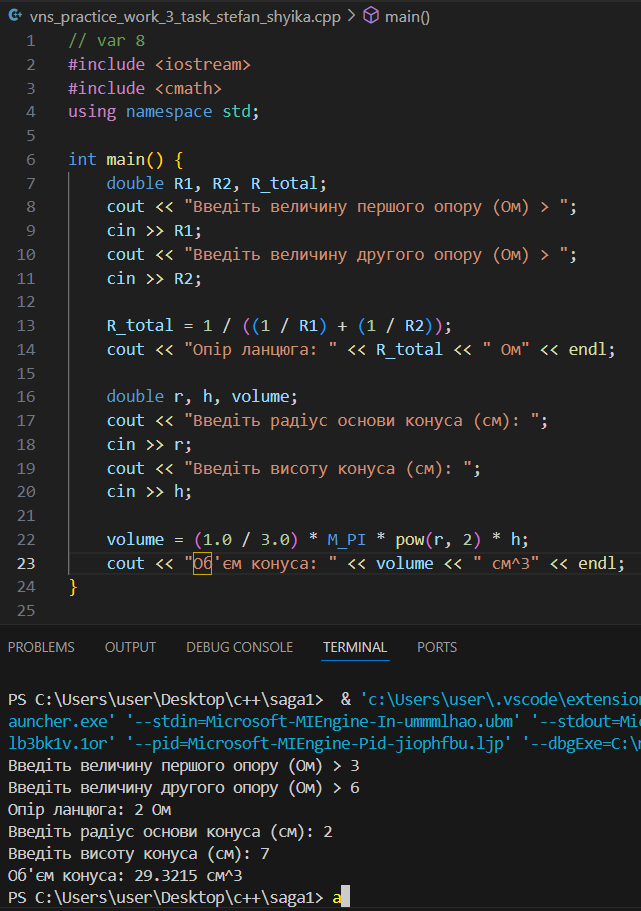 vns_practice_work_3_task_stefan_shyika.cpp > main()
1 // var 8
2 #include <iostream>
3 #include <cmath>
4 using namespace std;
5
6 int main() {
7 double R1, R2, R_total;
8 cout << "Введіть величину першого опору (Ом) > ";
9 cin >> R1;
10 cout << "Введіть величину другого опору (Ом) > ";
11 cin >> R2;
12
13 R_total = 1 / ((1 / R1) + (1 / R2));
14 cout << "Опір ланцюга: " << R_total << " Ом" << endl;
15
16 double r, h, volume;
17 cout << "Введіть радіус основи конуса (см): ";
18 cin >> r;
19 cout << "Введіть висоту конуса (см): ";
20 cin >> h;
21
22 volume = (1.0 / 3.0) * M_PI * pow(r, 2) * h;
23 cout << "Об'єм конуса: " << volume << " см^3" << endl;
24 }
25
PROBLEMS OUTPUT DEBUG CONSOLE TERMINAL PORTS
PS C:\Users\user\Desktop\c++\saga1> & 'c:\Users\user\.vscode\extension
auncher.exe' '--stdin=Microsoft-MIEngine-In-ummmlhao.ubm' '--stdout=Mic
lb3bk1v.1or' '--pid=Microsoft-MIEngine-Pid-jiophfbu.ljp' '--dbgExe=C:\
Введіть величину першого опору (Ом) > 3
Введіть величину другого опору (Ом) > 6
Опір ланцюга: 2 Ом
Введіть радіус основи конуса (см): 2
Введіть висоту конуса (см): 7
Об'єм конуса: 29.3215 см^3
PS C:\Users\user\Desktop\c++\saga1> a